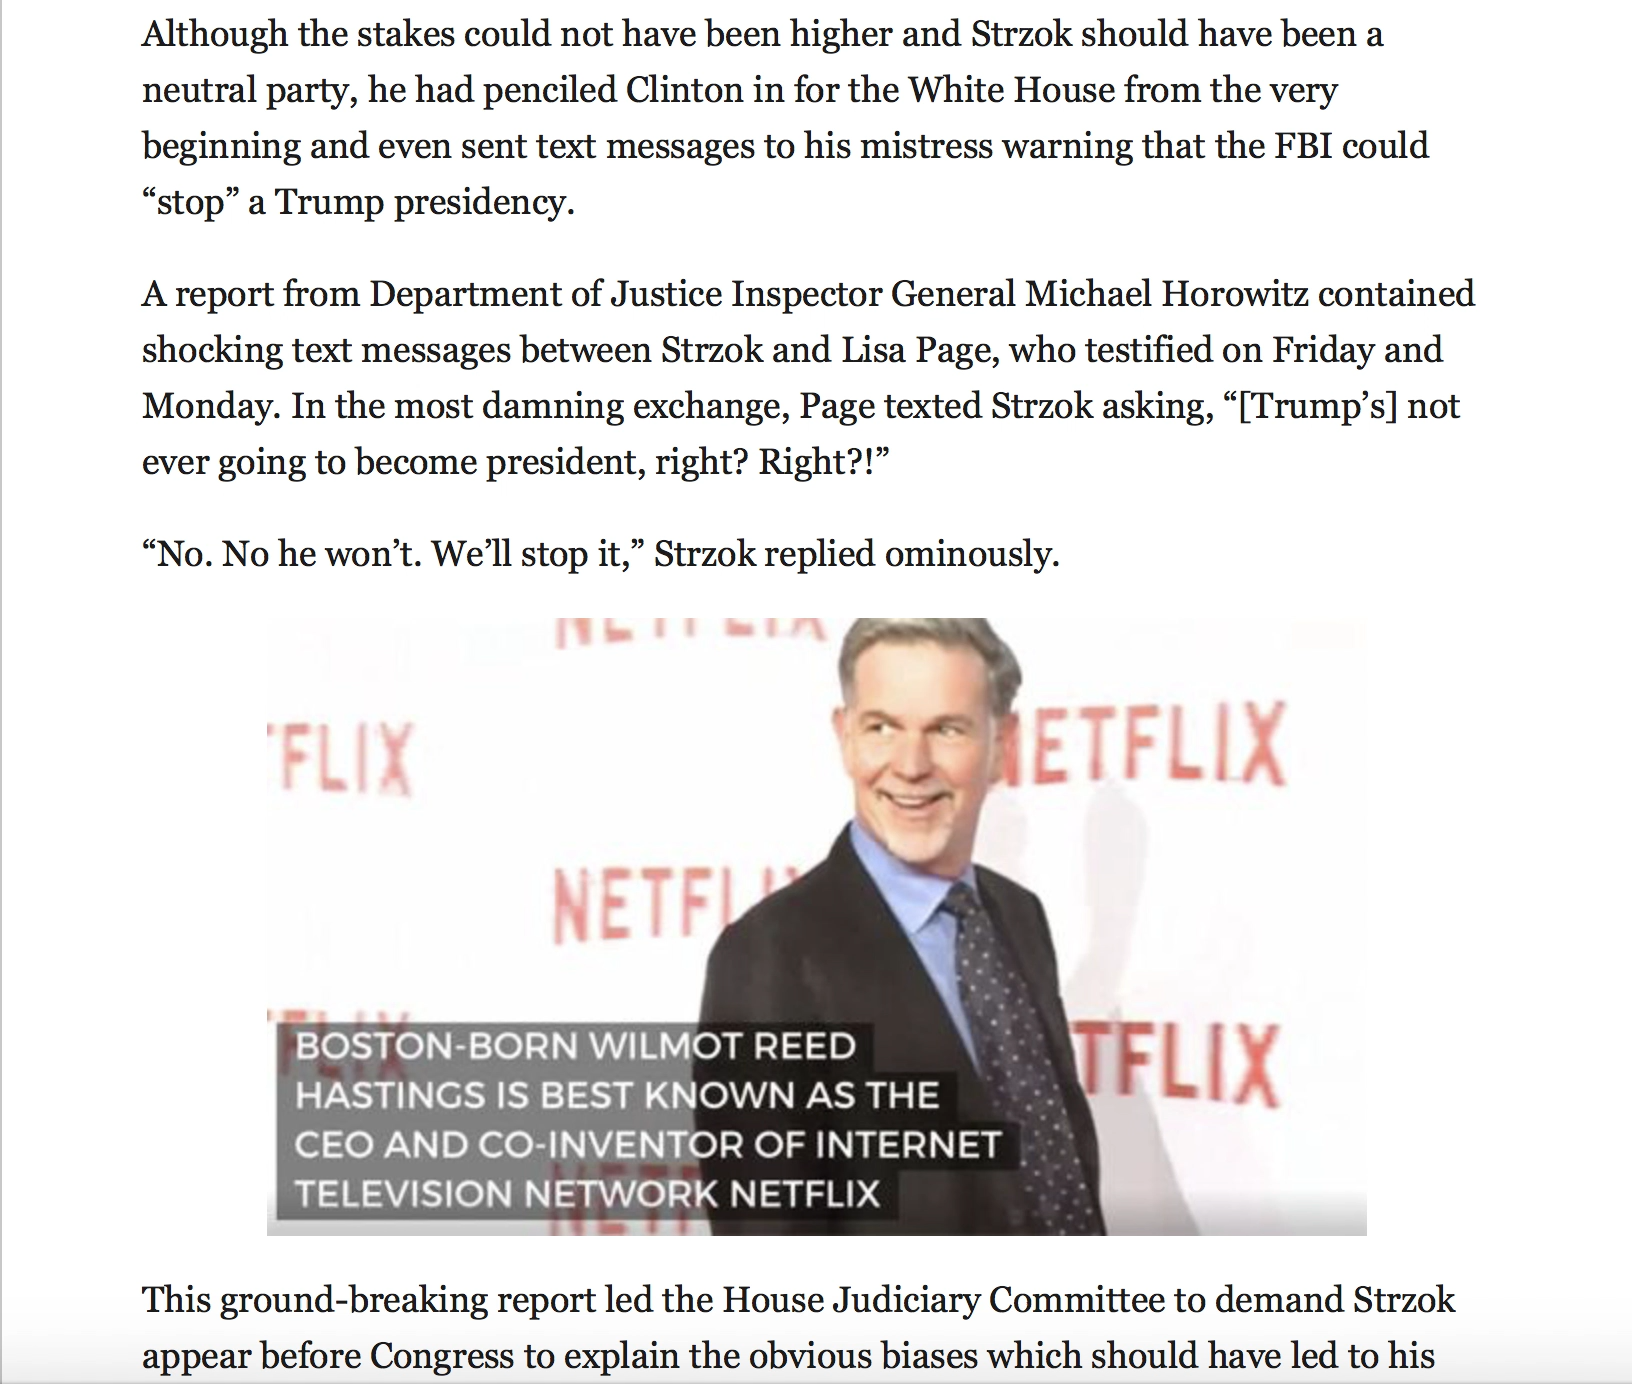 Although the stakes could not have been higher and Strzok should have been a
neutral party, he had penciled Clinton in for the White House from the very
beginning and even sent text messages to his mistress warning that the FBI could
“stop” a Trump presidency.
A report from Department of Justice Inspector General Michael Horowitz contained
shocking text messages between Strzok and Lisa Page, who testified on Friday and
Monday. In the most damning exchange, Page texted Strzok asking, “[Trump’s] not
ever going to become president, right? Right?!”
“No. No he won’t. We’ll stop it,” Strzok replied ominously.
NETFLIX
FLIX
NETFLIX
NETFLI
FLIX
TFLIX
BOSTON-BORN WILMOT REED
HASTINGS IS BEST KNOWN AS THE
CEO AND CO-INVENTOR OF INTERNET
TELEVISION NETWORK NETFLIX
NETF
This ground-breaking report led the House Judiciary Committee to demand Strzok
appear before Congress to explain the obvious biases which should have led to his